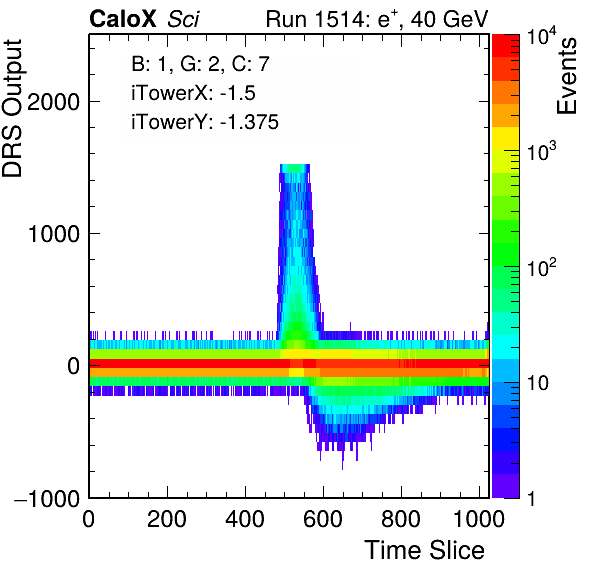 CaloX Sci Run 1514: e+, 40 GeV
B: 1, G: 2, C: 7
iTowerX: -1.5
iTowerY: -1.375
DRS Output
2000
1000
0
−1000
0 200 400 600 800 1000
Time Slice
Events
10^4
10^3
10^2
10
1